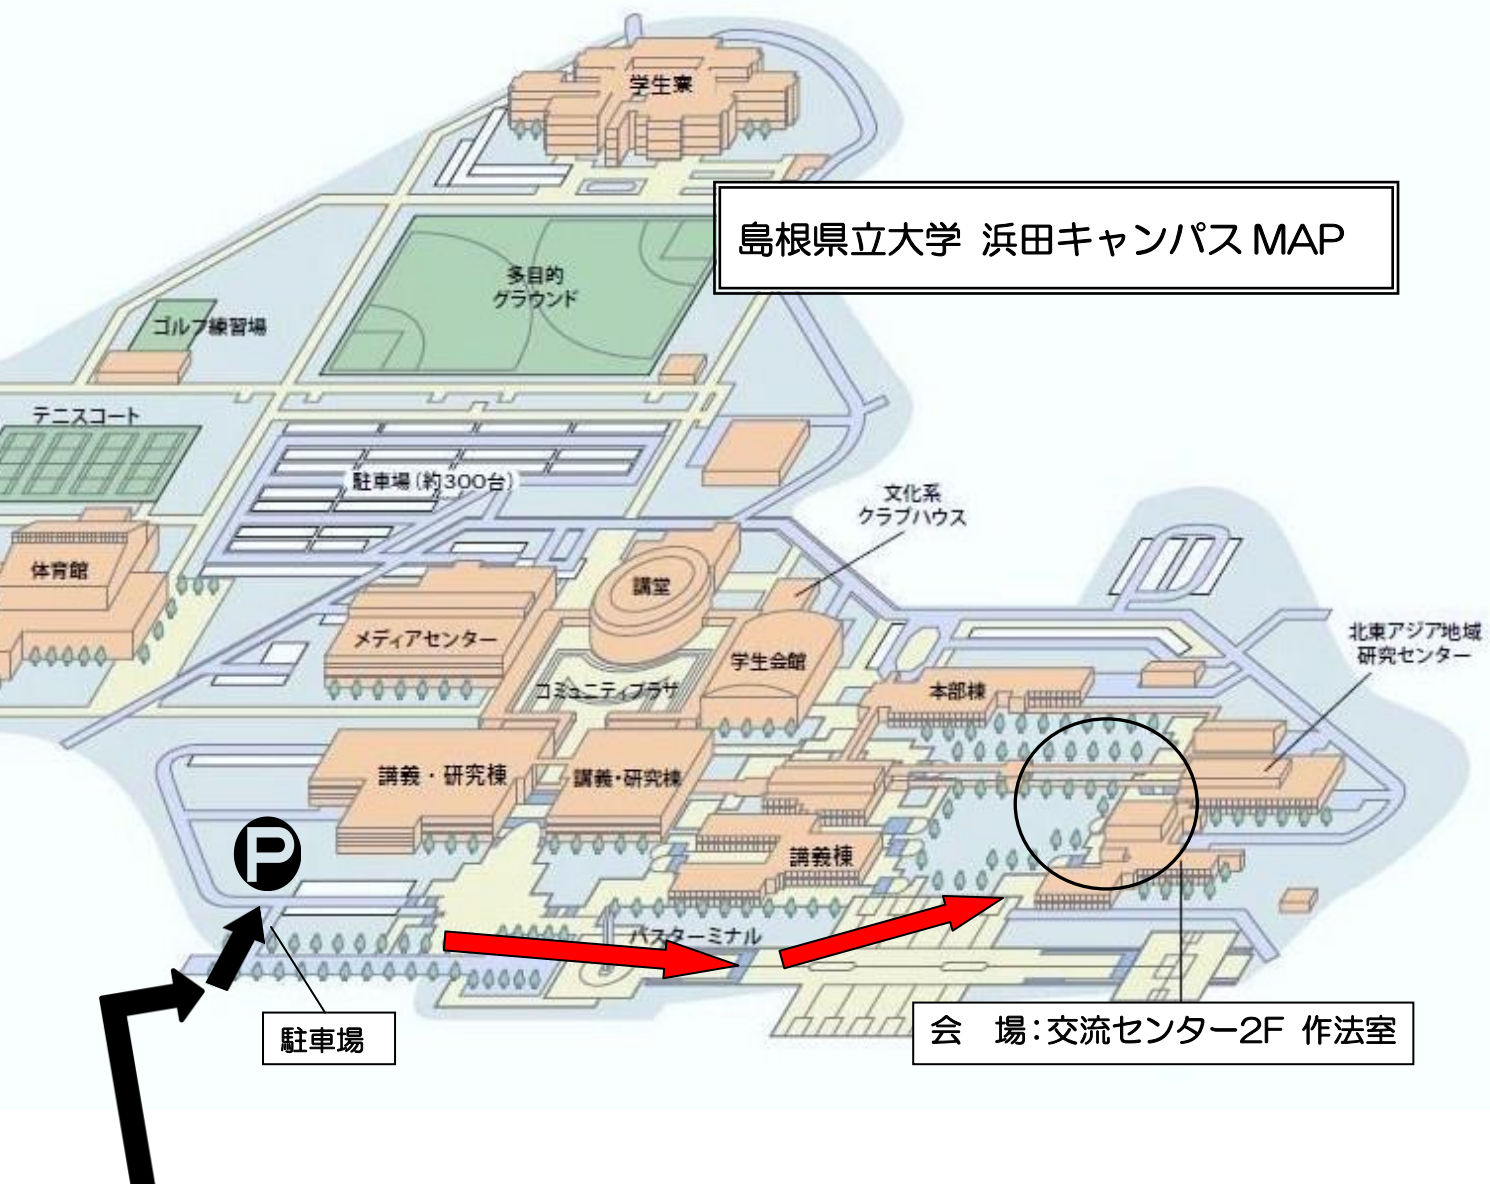 学生寮
島根県立大学 浜田キャンパス MAP
多目的
グラウンド
ゴルフ練習場
テニスコート
駐車場(約300台)
文化系
クラブハウス
体育館
講堂
メディアセンター
学生会館
コミュニティプラザ
本部棟
北東アジア地域
研究センター
講義・研究棟
講義・研究棟
講義棟
P
バスターミナル
駐車場
会 場:交流センター2F 作法室